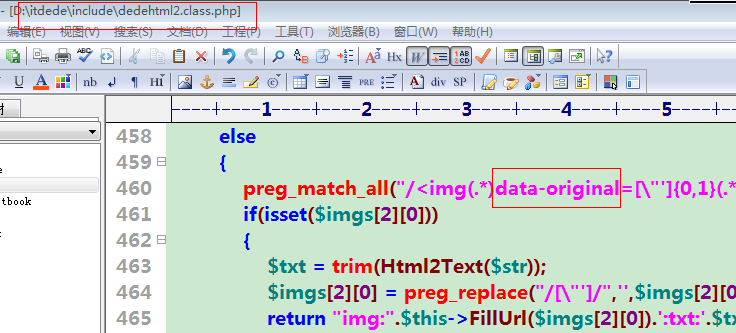 - [D:\itdede\include\dedehtml2.class.php]
编辑(E) 视图(V) 搜索(S) 文档(D) 工程(P) 工具(T) 浏览器(B) 窗口(W) 帮助(H)
ABC Aa Hx W 1AB 2CD
U A nb ¶ HI PRE div SP
1 2 3 4 5
458 else
459 {
460 preg_match_all("/<img(.*)data-original=[\"']{0,1}(.*
461 if(isset($imgs[2][0]))
462 {
463 $txt = trim(Html2Text($str));
464 $imgs[2][0] = preg_replace("/[\"']/",'',$imgs[2][0
465 return "img:".$this->FillUrl($imgs[2][0]).':txt:'.$tx
tbook